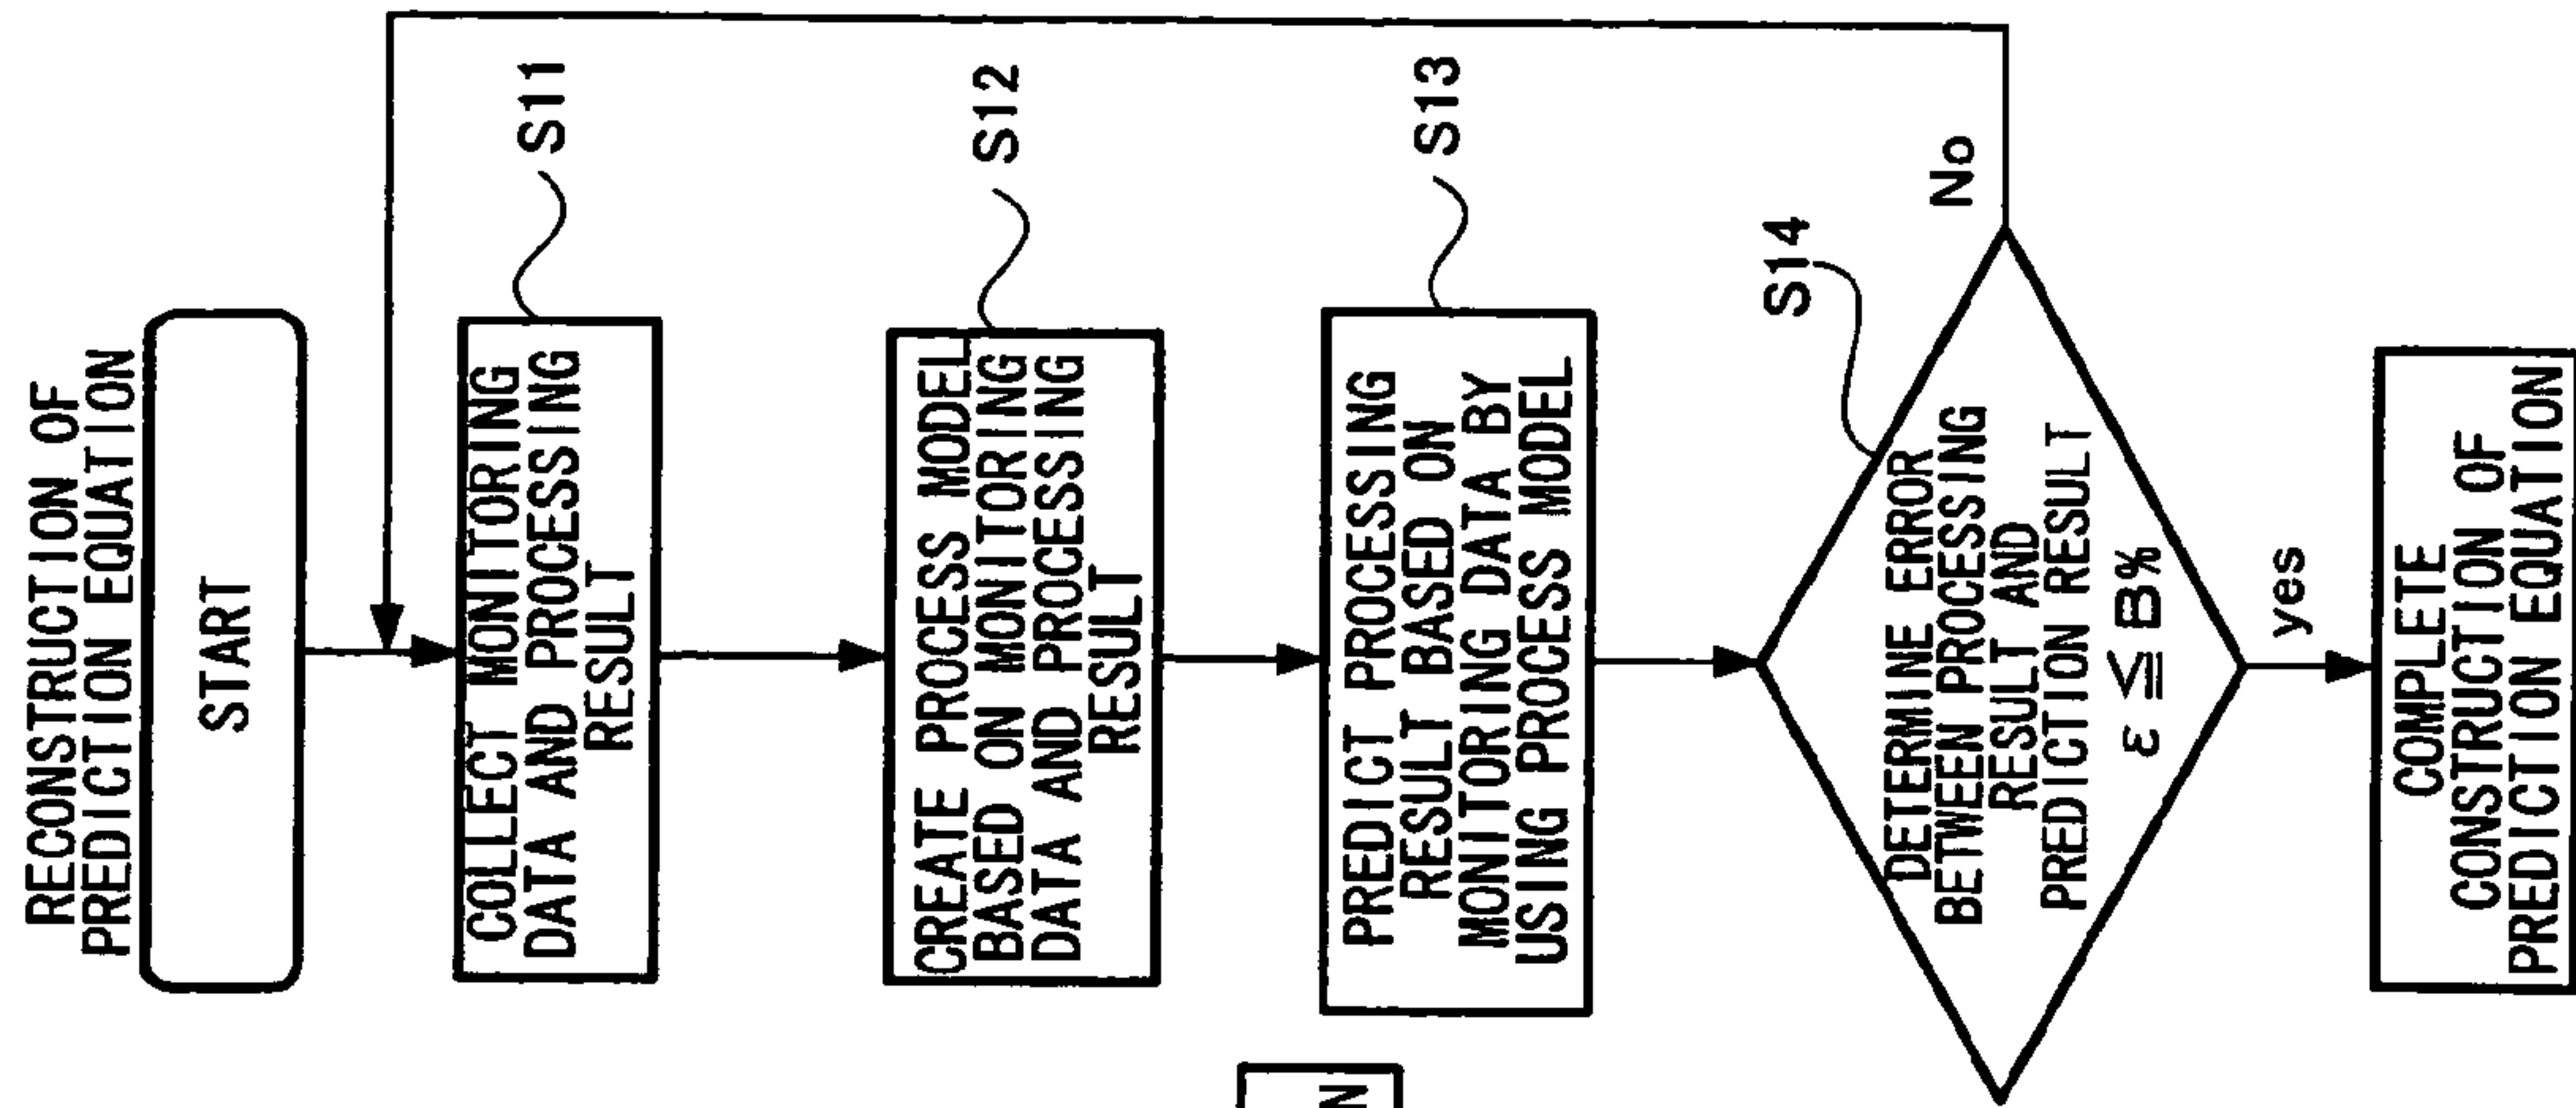 RECONSTRUCTION OF
PREDICTION EQUATION
START
COLLECT MONITORING
DATA AND PROCESSING
RESULT
S11
CREATE PROCESS MODEL
BASED ON MONITORING
DATA AND PROCESSING
RESULT
S12
PREDICT PROCESSING
RESULT BASED ON
MONITORING DATA BY
USING PROCESS MODEL
S13
S14
DETERMINE ERROR
BETWEEN PROCESSING
RESULT AND
PREDICTION RESULT
ε ≦ B%
No
yes
COMPLETE
CONSTRUCTION OF
PREDICTION EQUATION
N